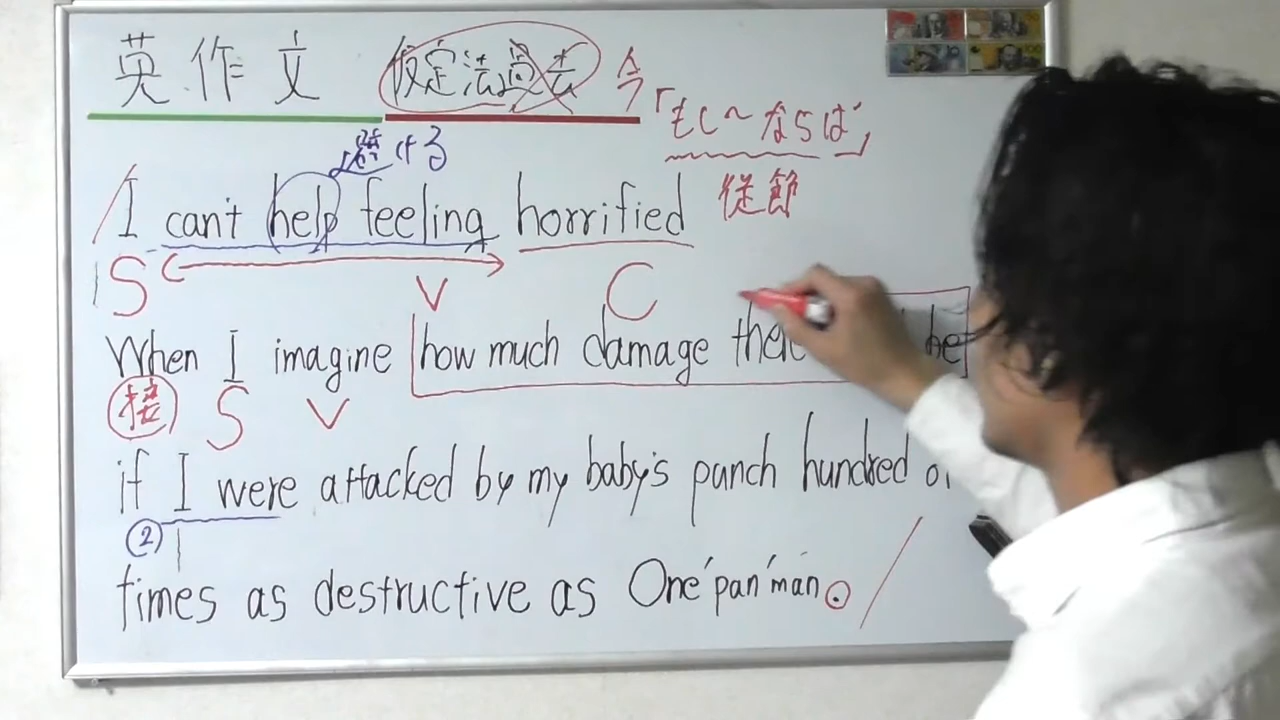 英作文 仮定法過去 今
「もし〜ならば」
避ける
I can't help feeling horrified 従節
S V C
When I imagine how much damage the be
接 S V
if I were attacked by my baby's punch hundred
②
times as destructive as One'pan'man.